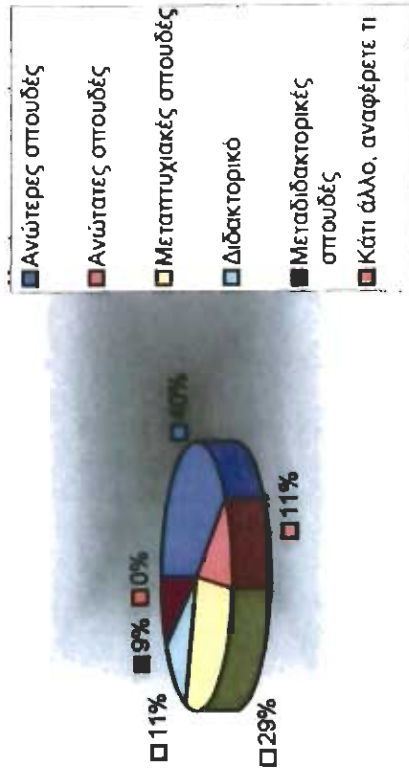 40%
11%
29%
11%
9%
0%
Ανώτερες σπουδές
Ανώτατες σπουδές
Μεταπτυχιακές σπουδές
Διδακτορικό
Μεταδιδακτορικές
σπουδές
Κάτι άλλο, αναφέρετε τι